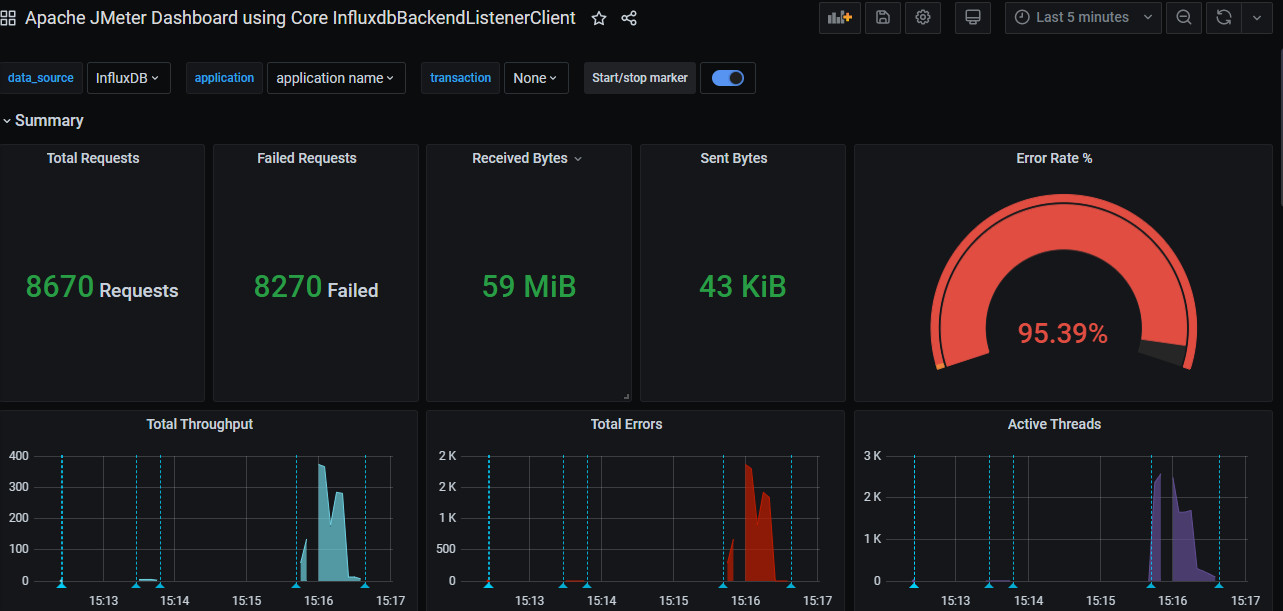 Apache JMeter Dashboard using Core InfluxdbBackendListenerClient
Last 5 minutes
data_source InfluxDB application application name transaction None Start/stop marker
Summary
Total Requests
8670 Requests
Failed Requests
8270 Failed
Received Bytes
59 MiB
Sent Bytes
43 KiB
Error Rate %
95.39%
Total Throughput
400
300
200
100
0
15:13 15:14 15:15 15:16 15:17
Total Errors
2 K
2 K
1 K
500
0
15:13 15:14 15:15 15:16 15:17
Active Threads
3 K
2 K
1 K
0
15:13 15:14 15:15 15:16 15:17